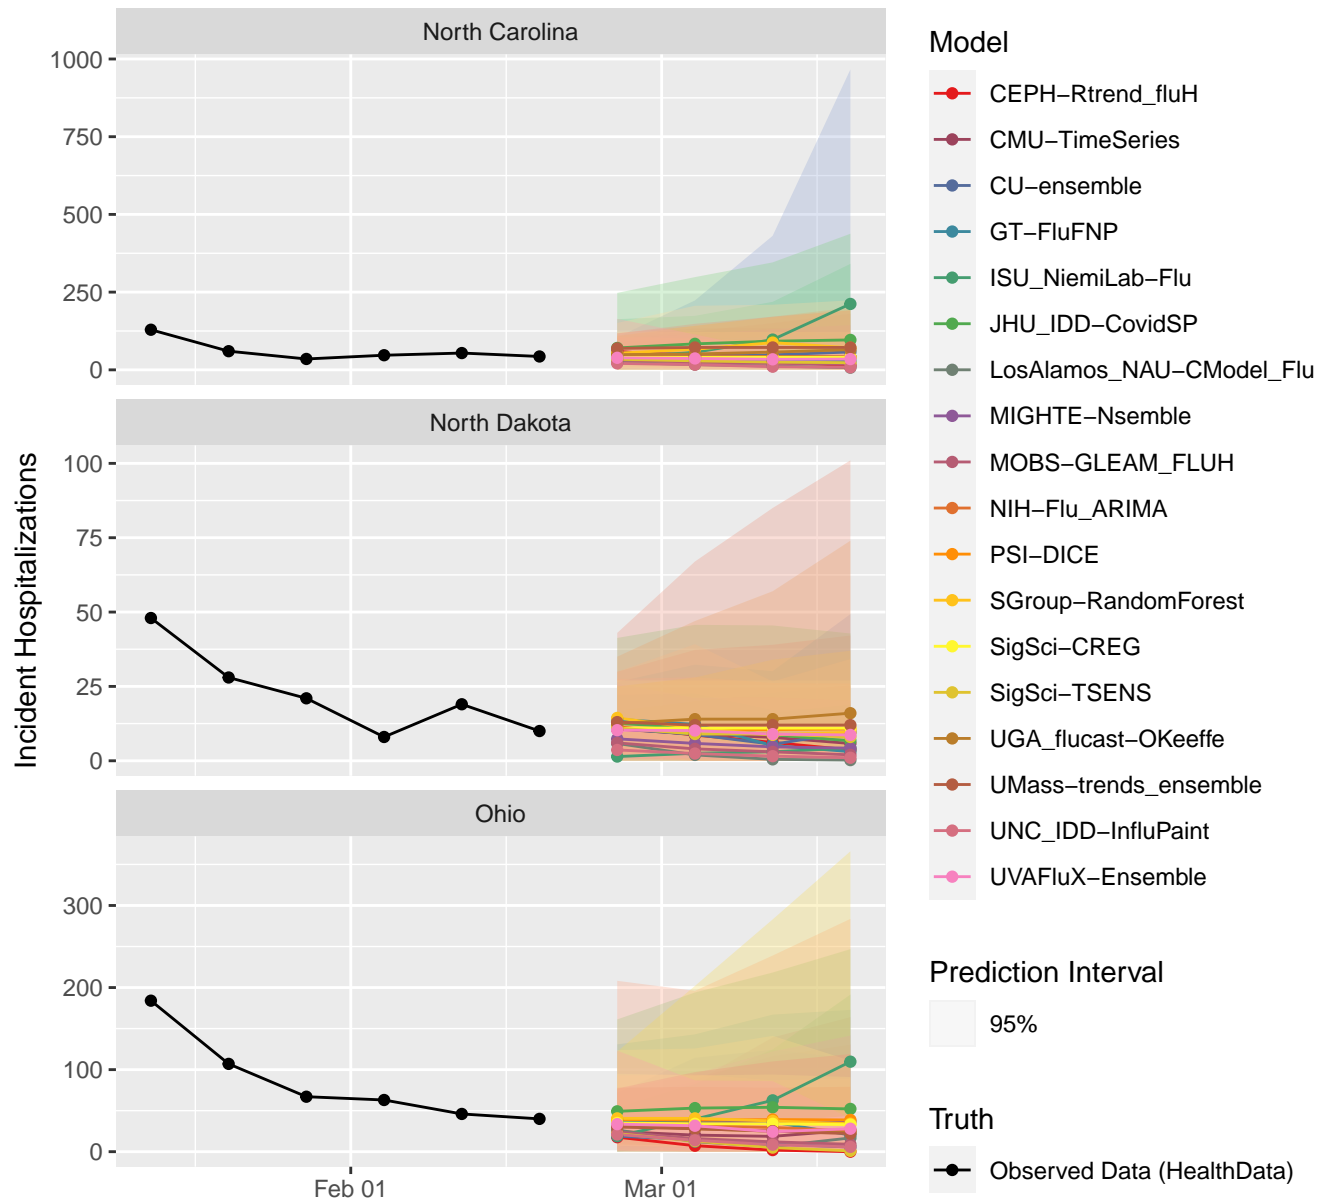 North Carolina
1000
750
500
250
0
North Dakota
100
75
50
25
0
Ohio
300
200
100
0
Feb 01
Mar 01
Incident Hospitalizations
Model
CEPH−Rtrend_fluH
CMU−TimeSeries
CU−ensemble
GT−FluFNP
ISU_NiemiLab−Flu
JHU_IDD−CovidSP
LosAlamos_NAU−CModel_Flu
MIGHTE−Nsemble
MOBS−GLEAM_FLUH
NIH−Flu_ARIMA
PSI−DICE
SGroup−RandomForest
SigSci−CREG
SigSci−TSENS
UGA_flucast−OKeeffe
UMass−trends_ensemble
UNC_IDD−InfluPaint
UVAFluX−Ensemble
Prediction Interval
95%
Truth
Observed Data (HealthData)